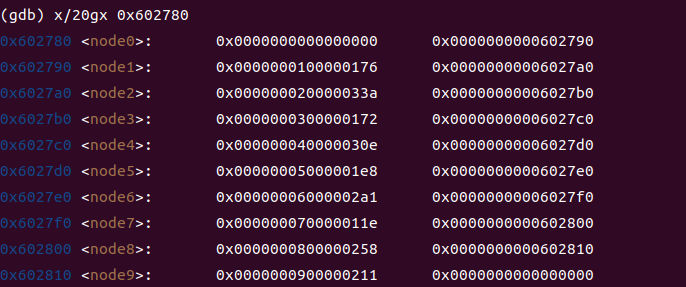 (gdb) x/20gx 0x602780
0x602780 <node0>: 0x0000000000000000 0x0000000000602790
0x602790 <node1>: 0x0000000100000176 0x00000000006027a0
0x6027a0 <node2>: 0x000000020000033a 0x00000000006027b0
0x6027b0 <node3>: 0x0000000300000172 0x00000000006027c0
0x6027c0 <node4>: 0x000000040000030e 0x00000000006027d0
0x6027d0 <node5>: 0x00000005000001e8 0x00000000006027e0
0x6027e0 <node6>: 0x00000006000002a1 0x00000000006027f0
0x6027f0 <node7>: 0x000000070000011e 0x0000000000602800
0x602800 <node8>: 0x0000000800000258 0x0000000000602810
0x602810 <node9>: 0x0000000900000211 0x0000000000000000